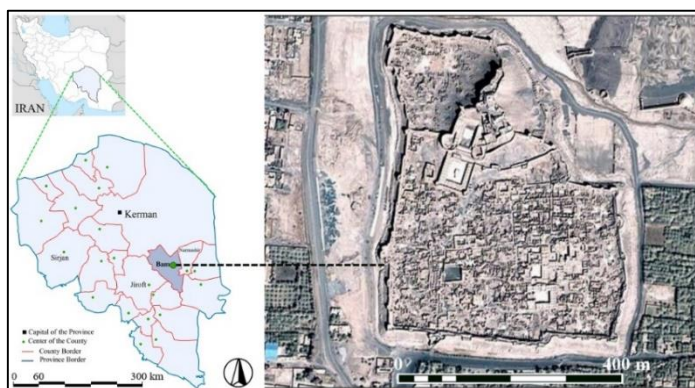 IRAN
Kerman
Sirjan
Bam
Jiroft
Capital of the Province
Center of the County
County Border
Province Border
0 60 300 km
0 400 m